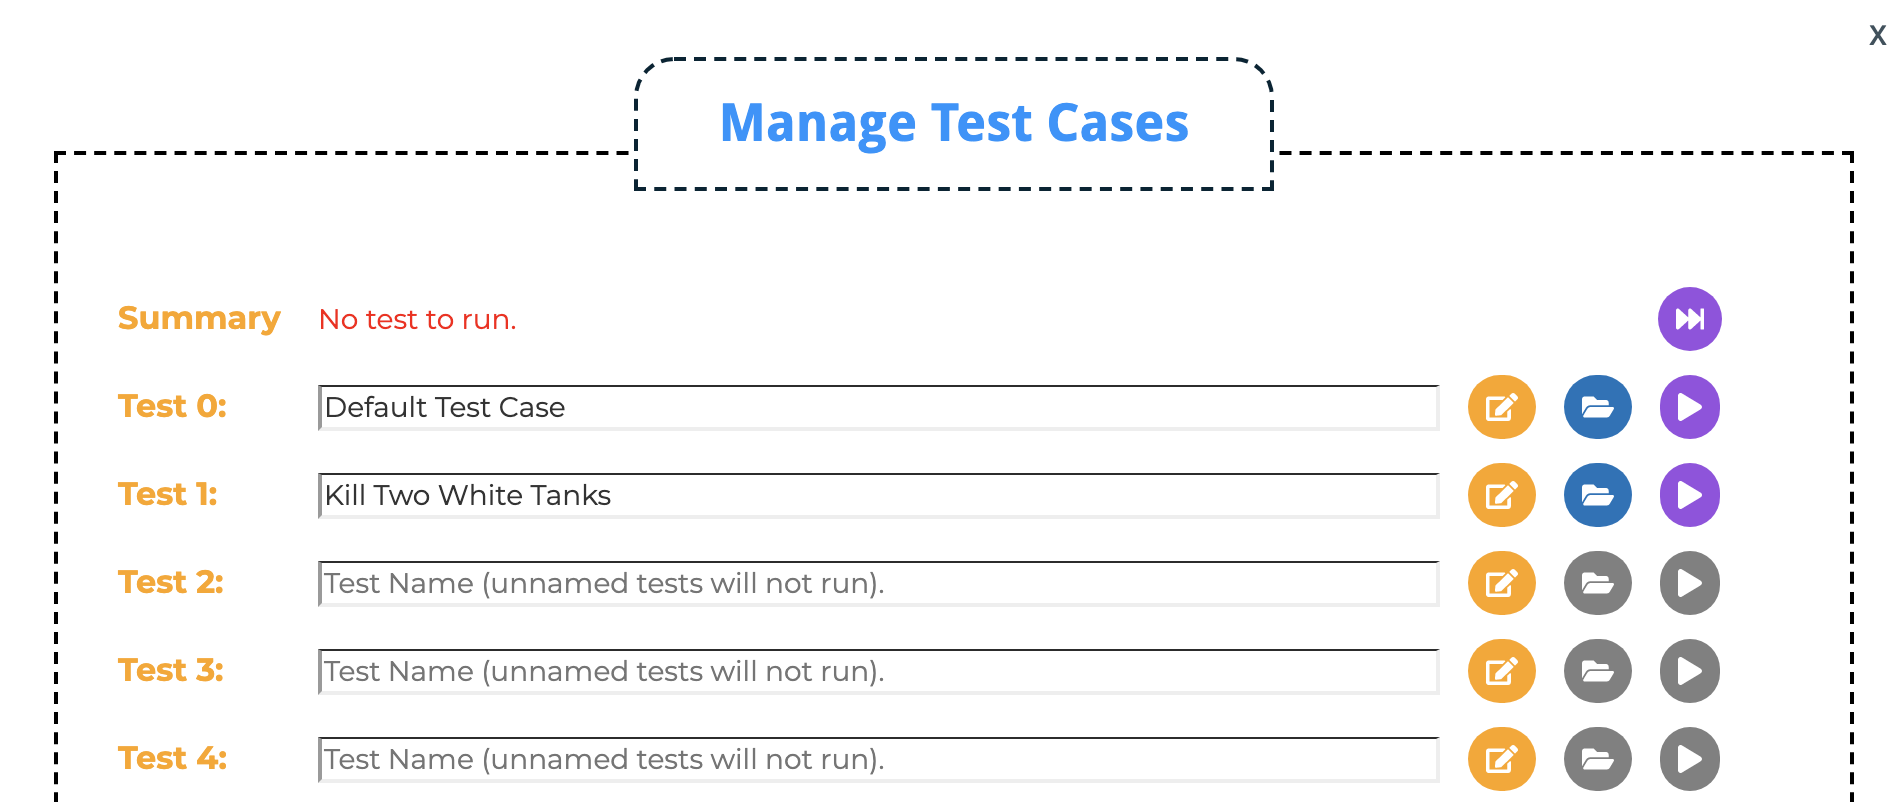 X
Manage Test Cases
Summary No test to run.
Test 0: Default Test Case
Test 1: Kill Two White Tanks
Test 2: Test Name (unnamed tests will not run).
Test 3: Test Name (unnamed tests will not run).
Test 4: Test Name (unnamed tests will not run).